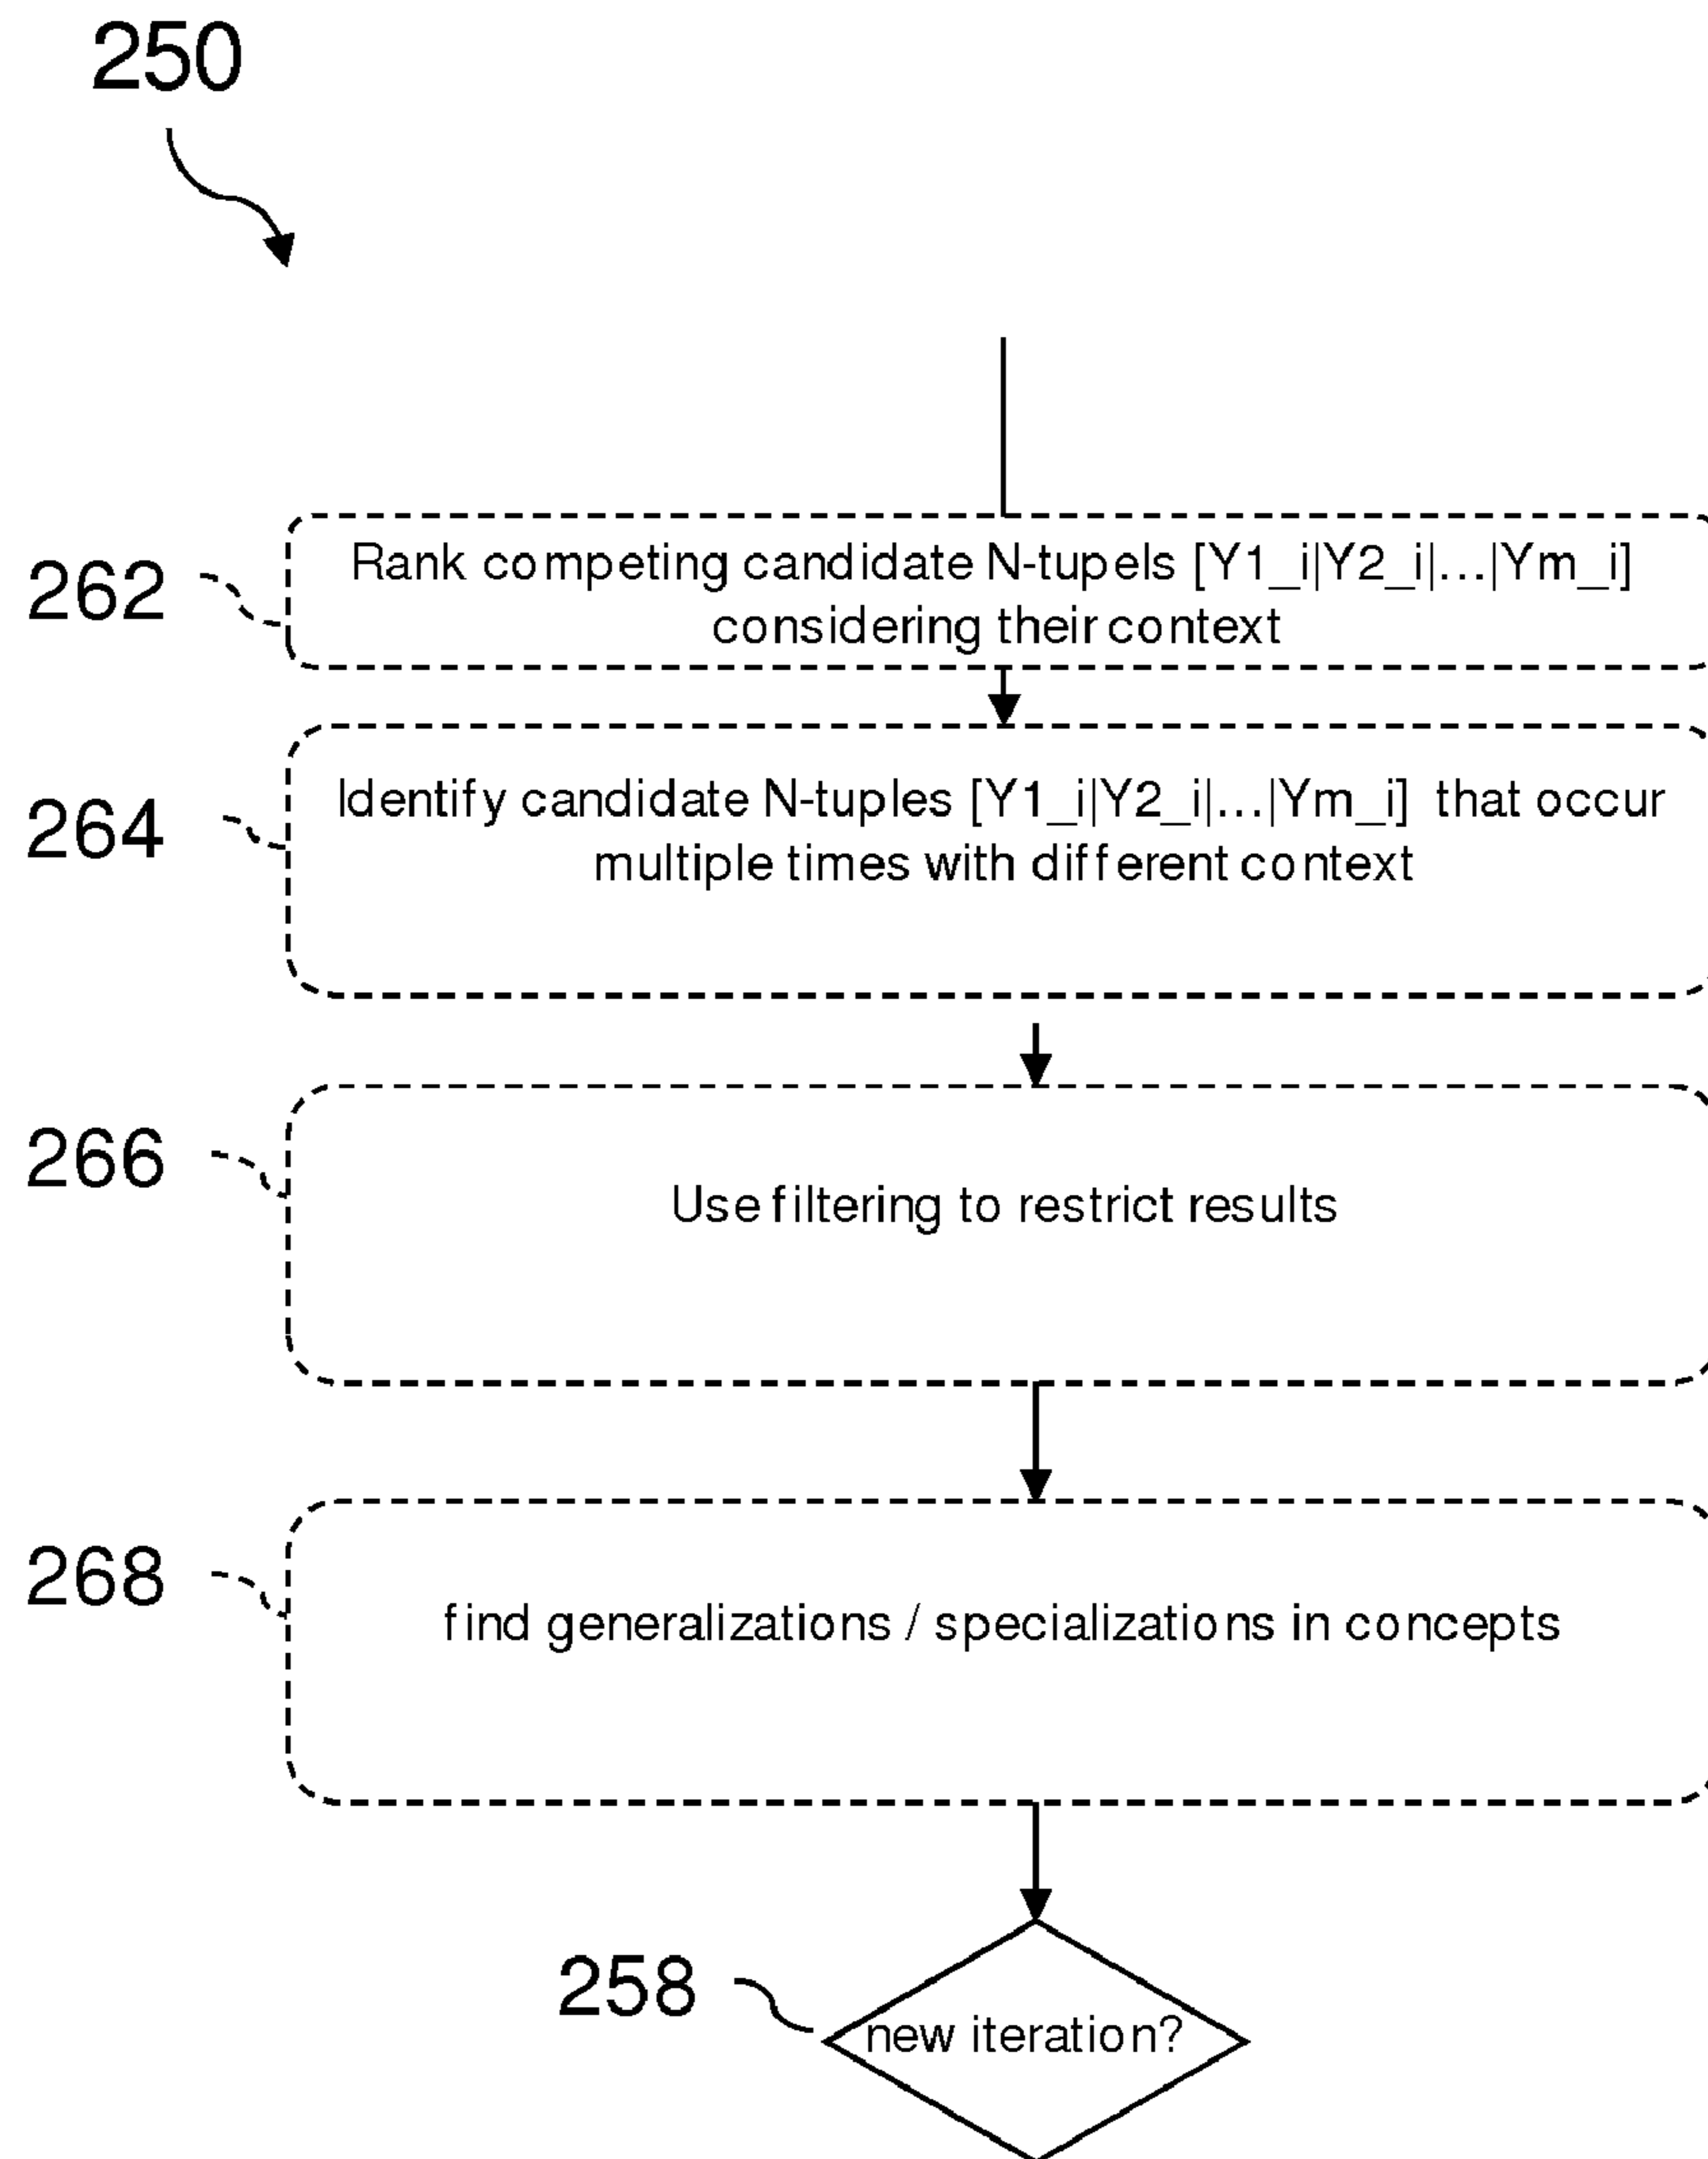 250
262
Rank competing candidate N-tupels [Y1_i|Y2_i|...|Ym_i]
considering their context
264
Identify candidate N-tuples [Y1_i|Y2_i|...|Ym_i] that occur
multiple times with different context
266
Use filtering to restrict results
268
find generalizations / specializations in concepts
258
new iteration?